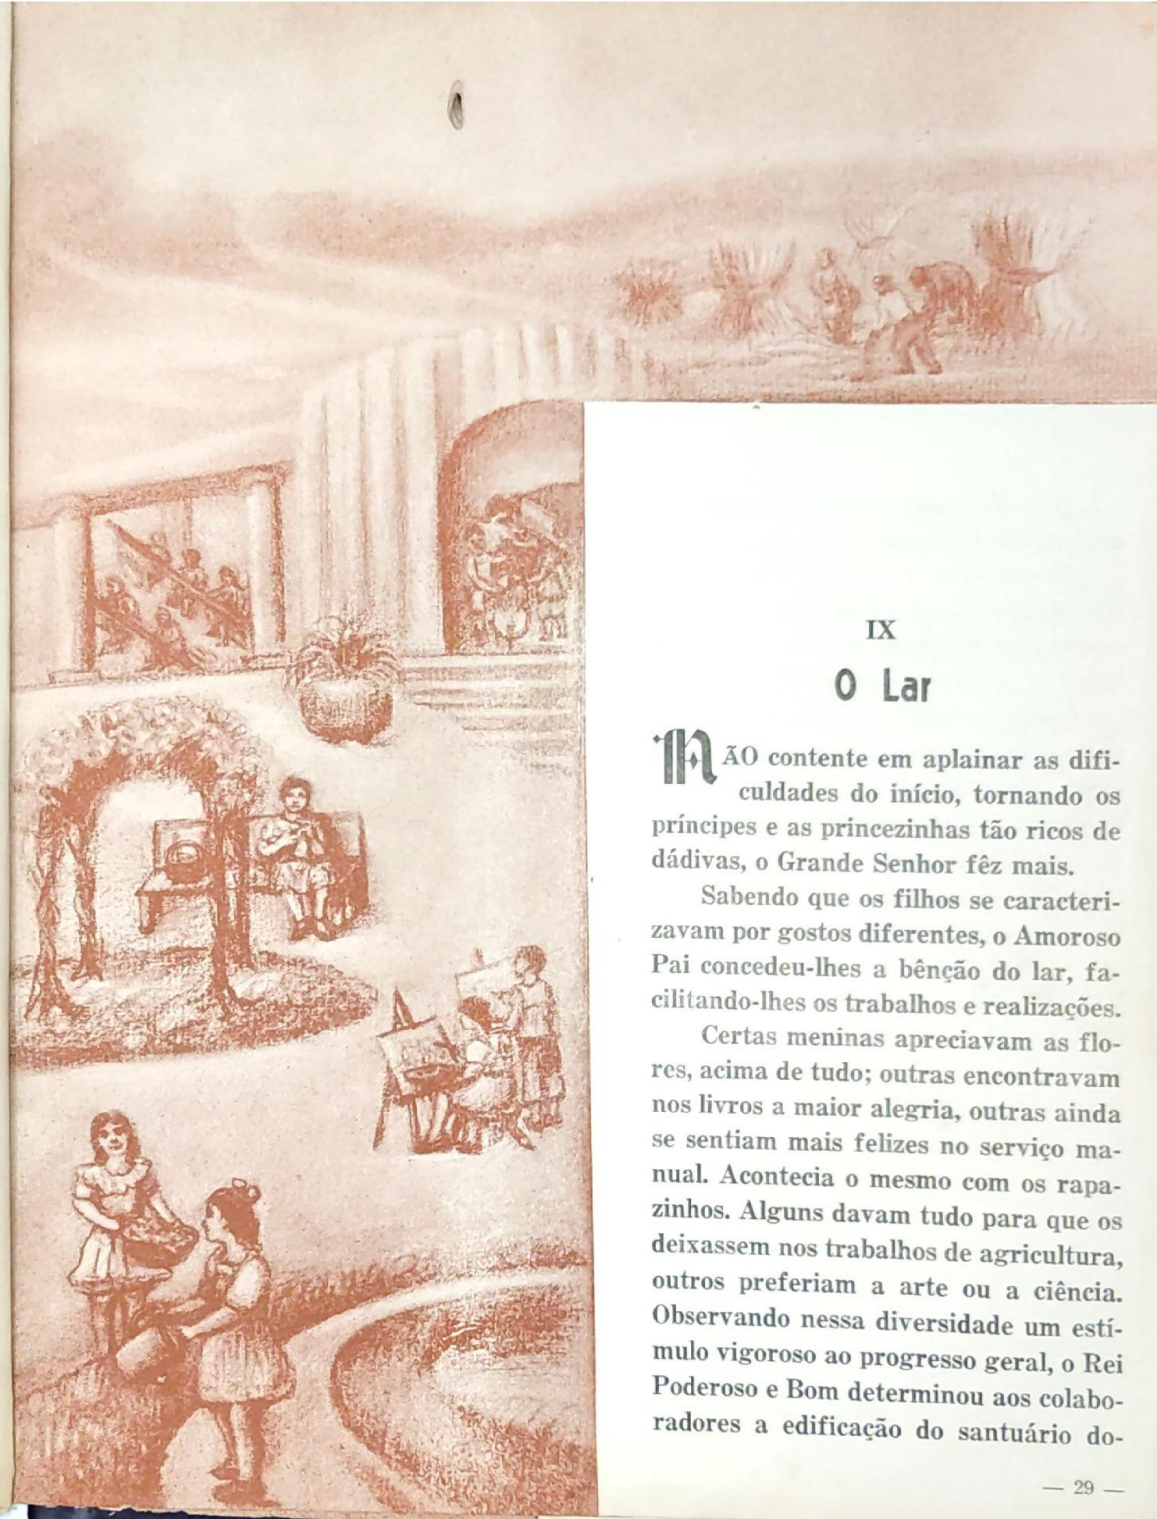 IX
O Lar
NÃO contente em aplainar as difi-
culdades do início, tornando os
príncipes e as princezinhas tão ricos de
dádivas, o Grande Senhor fêz mais.
Sabendo que os filhos se caracteri-
zavam por gostos diferentes, o Amoroso
Pai concedeu-lhes a bênção do lar, fa-
cilitando-lhes os trabalhos e realizações.
Certas meninas apreciavam as flo-
res, acima de tudo; outras encontravam
nos livros a maior alegria, outras ainda
se sentiam mais felizes no serviço ma-
nual. Acontecia o mesmo com os rapa-
zinhos. Alguns davam tudo para que os
deixassem nos trabalhos de agricultura,
outros preferiam a arte ou a ciência.
Observando nessa diversidade um estí-
mulo vigoroso ao progresso geral, o Rei
Poderoso e Bom determinou aos colabo-
radores a edificação do santuário do-
— 29 —